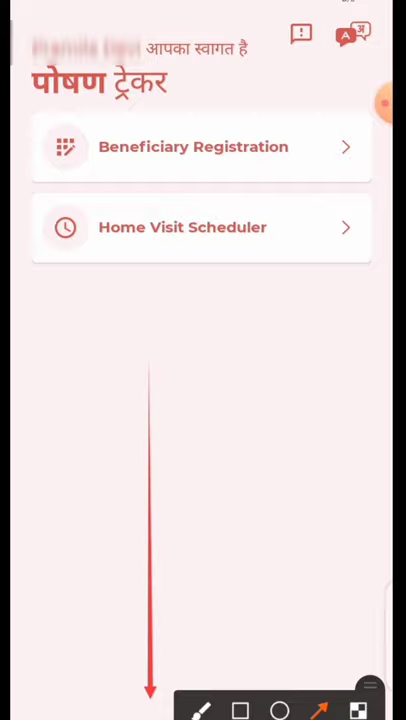 आपका स्वागत है
पोषण ट्रेकर
Beneficiary Registration
Home Visit Scheduler